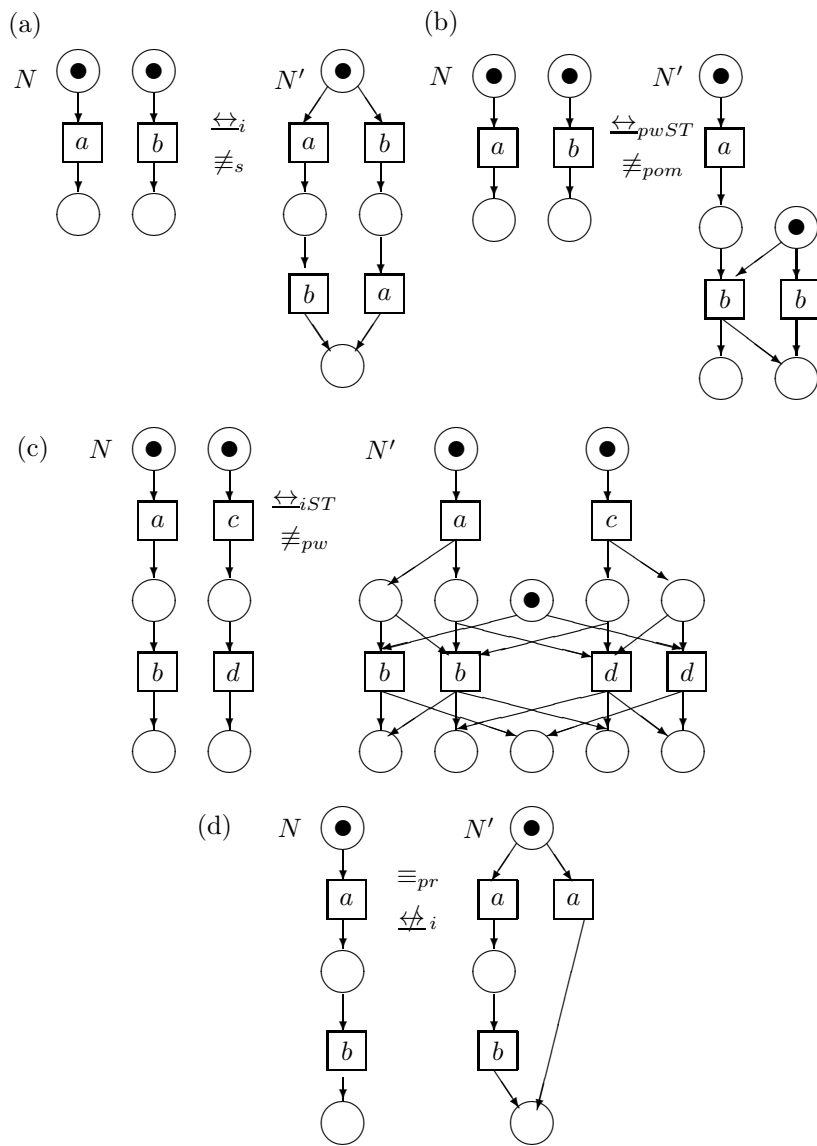 (a)
N N'
a b ↔̲ᵢ a b
≢ₛ
b a
(b)
N N'
a b ↔̲_{pwST} a
≢_{pom}
b b
(c)
N N'
a c ↔̲_{iST} a c
≢_{pw}
b d b b d d
(d)
N N'
a ≡_{pr} a a
↮̲ᵢ
b b